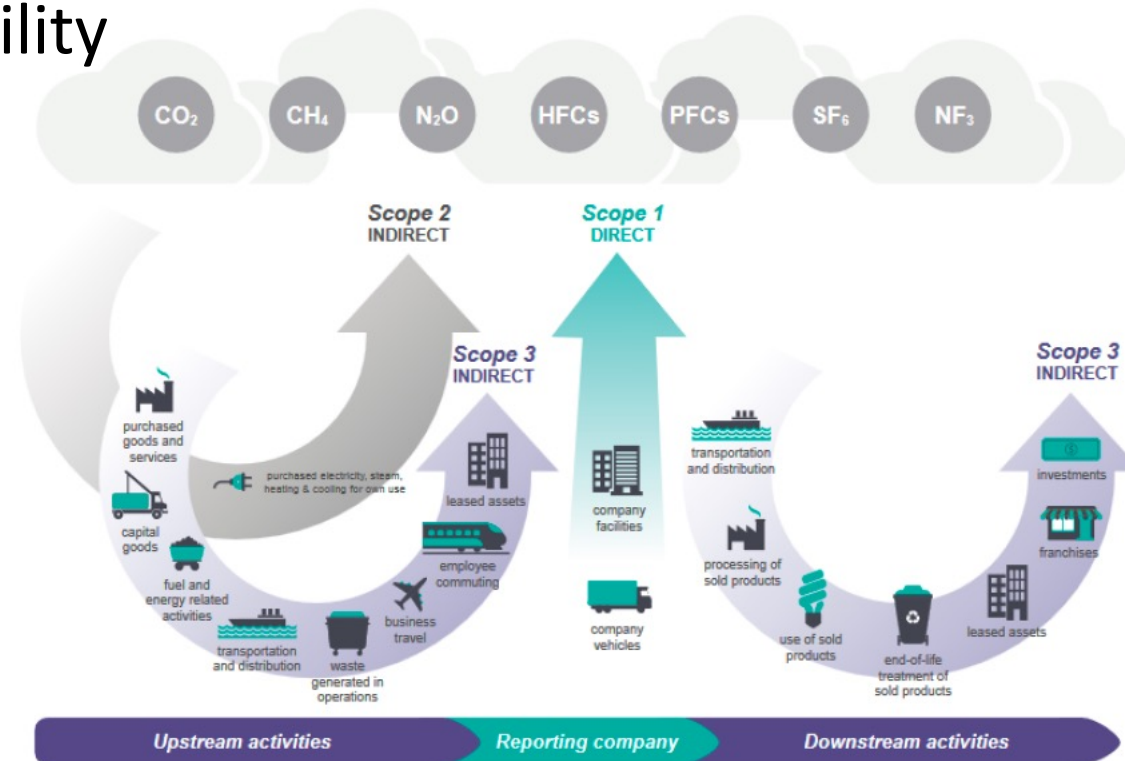 ility
CO₂ CH₄ N₂O HFCs PFCs SF₆ NF₃
Scope 2
INDIRECT
Scope 1
DIRECT
Scope 3
INDIRECT
Scope 3
INDIRECT
purchased
goods and
services
capital
goods
fuel and
energy related
activities
transportation
and distribution
waste
generated in
operations
business
travel
employee
commuting
leased assets
purchased electricity, steam,
heating & cooling for own use
company
facilities
company
vehicles
transportation
and distribution
processing of
sold products
use of sold
products
end-of-life
treatment of
sold products
leased assets
franchises
investments
Upstream activities
Reporting company
Downstream activities